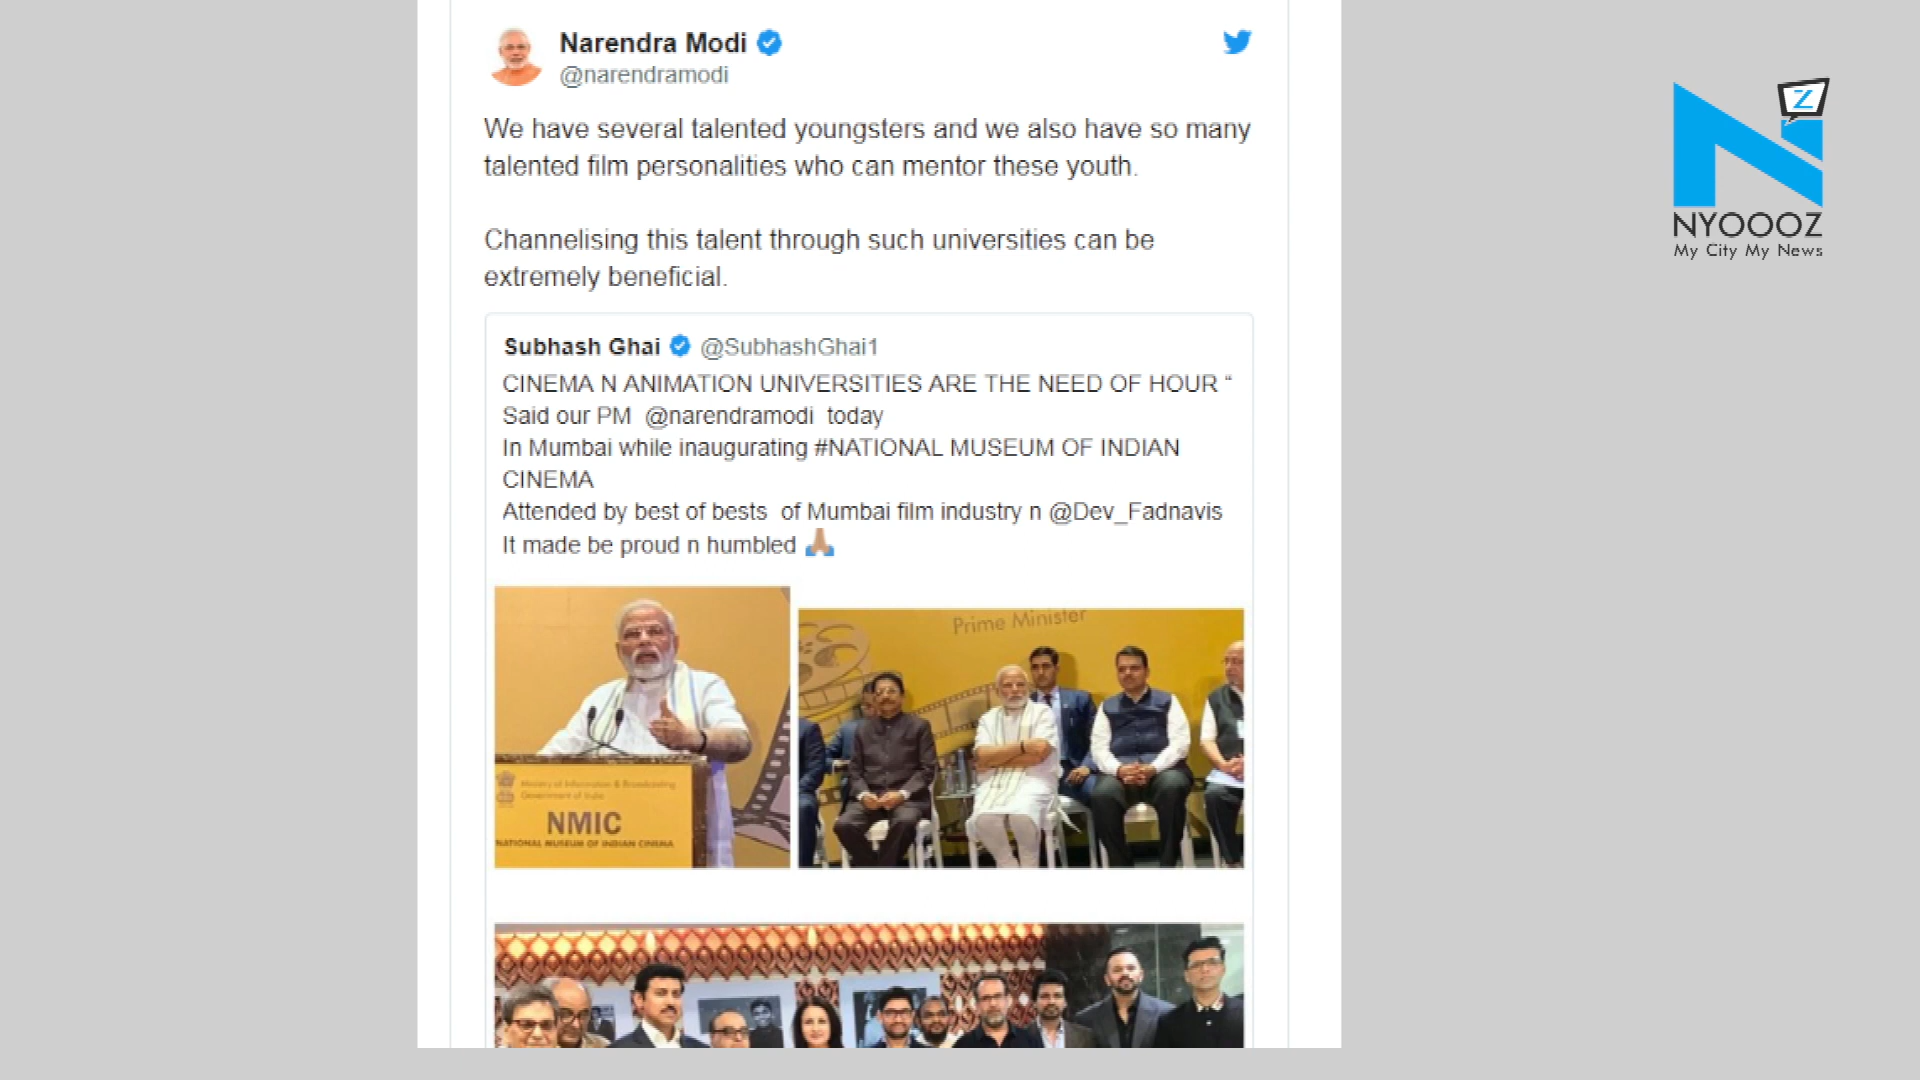 Narendra Modi
@narendramodi
We have several talented youngsters and we also have so many
talented film personalities who can mentor these youth.
Channelising this talent through such universities can be
extremely beneficial.
Subhash Ghai @SubhashGhai1
CINEMA N ANIMATION UNIVERSITIES ARE THE NEED OF HOUR “
Said our PM @narendramodi today
In Mumbai while inaugurating #NATIONAL MUSEUM OF INDIAN
CINEMA
Attended by best of bests of Mumbai film industry n @Dev_Fadnavis
It made be proud n humbled 🙏🏽
Prime Minister
Ministry of Information & Broadcasting
Government of India
NMIC
NATIONAL MUSEUM OF INDIAN CINEMA
Z
NYOOOZ
My City My News